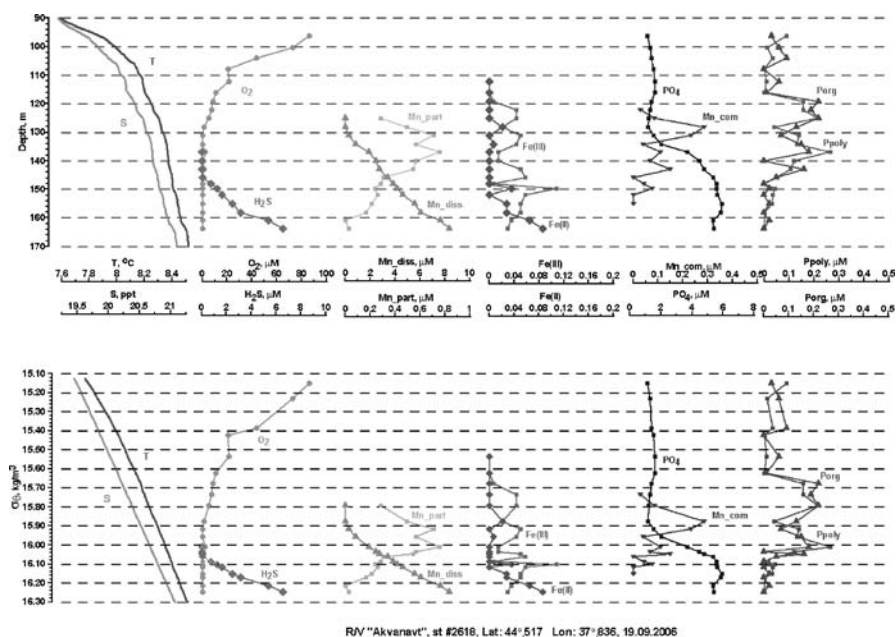 90
100
110
120
130
140
150
160
170
Depth, m
T
S
O2
H2S
Mn_part
Mn_diss
Fe(III)
Fe(II)
PO4
Mn_com
Porg
Ppoly
T, °C
7.6 7.8 8 8.2 8.4
S, ppt
19.5 20 20.5 21
O2, µM
0 20 40 60 80 100
H2S, µM
0 2 4 6 8 10
Mn_diss, µM
0 2 4 6 8 10
Mn_part, µM
0 0.2 0.4 0.6 0.8 1
Fe(III)
0 0.04 0.08 0.12 0.16 0.2
Fe(II)
0 0.04 0.08 0.12 0.16 0.2
Mn_com, µM
0 0.1 0.2 0.3 0.4 0.5
PO4, µM
0 2 4 6 8
Ppoly, µM
0 0.1 0.2 0.3 0.4 0.5
Porg, µM
0 0.1 0.2 0.3 0.4 0.5
15.10
15.20
15.30
15.40
15.50
15.60
15.70
15.80
15.90
16.00
16.10
16.20
16.30
T
S
O2
H2S
Mn_part
Mn_diss
Fe(III)
Fe(II)
PO4
Mn_com
Porg
Ppoly
R/V "Akvanavt", st #2618, Lat: 44°,517 Lon: 37°,836, 19.09.2006